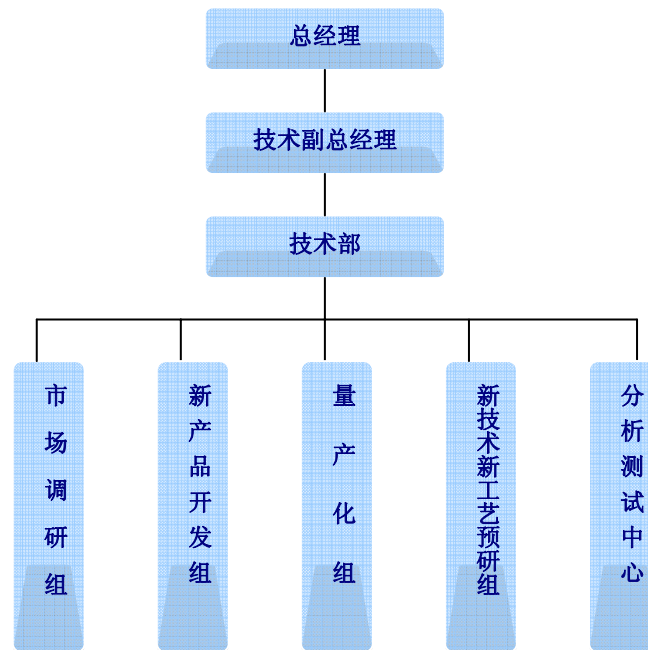 总经理
技术副总经理
技术部
市场调研组
新产品开发组
量产化组
新技术新工艺预研组
分析测试中心